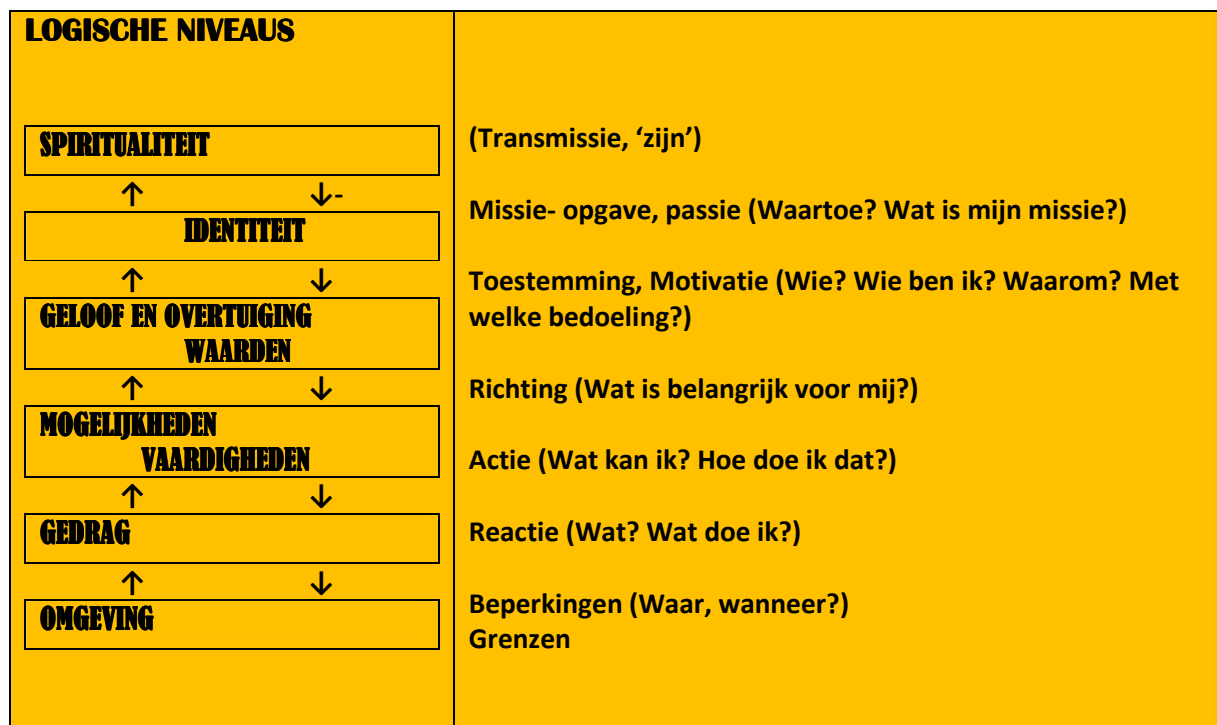 LOGISCHE NIVEAUS
SPIRITUALITEIT
↑ ↓-
IDENTITEIT
↑ ↓
GELOOF EN OVERTUIGING
WAARDEN
↑ ↓
MOGELIJKHEDEN
VAARDIGHEDEN
↑ ↓
GEDRAG
↑ ↓
OMGEVING
(Transmissie, ‘zijn’)
Missie- opgave, passie (Waartoe? Wat is mijn missie?)
Toestemming, Motivatie (Wie? Wie ben ik? Waarom? Met
welke bedoeling?)
Richting (Wat is belangrijk voor mij?)
Actie (Wat kan ik? Hoe doe ik dat?)
Reactie (Wat? Wat doe ik?)
Beperkingen (Waar, wanneer?)
Grenzen